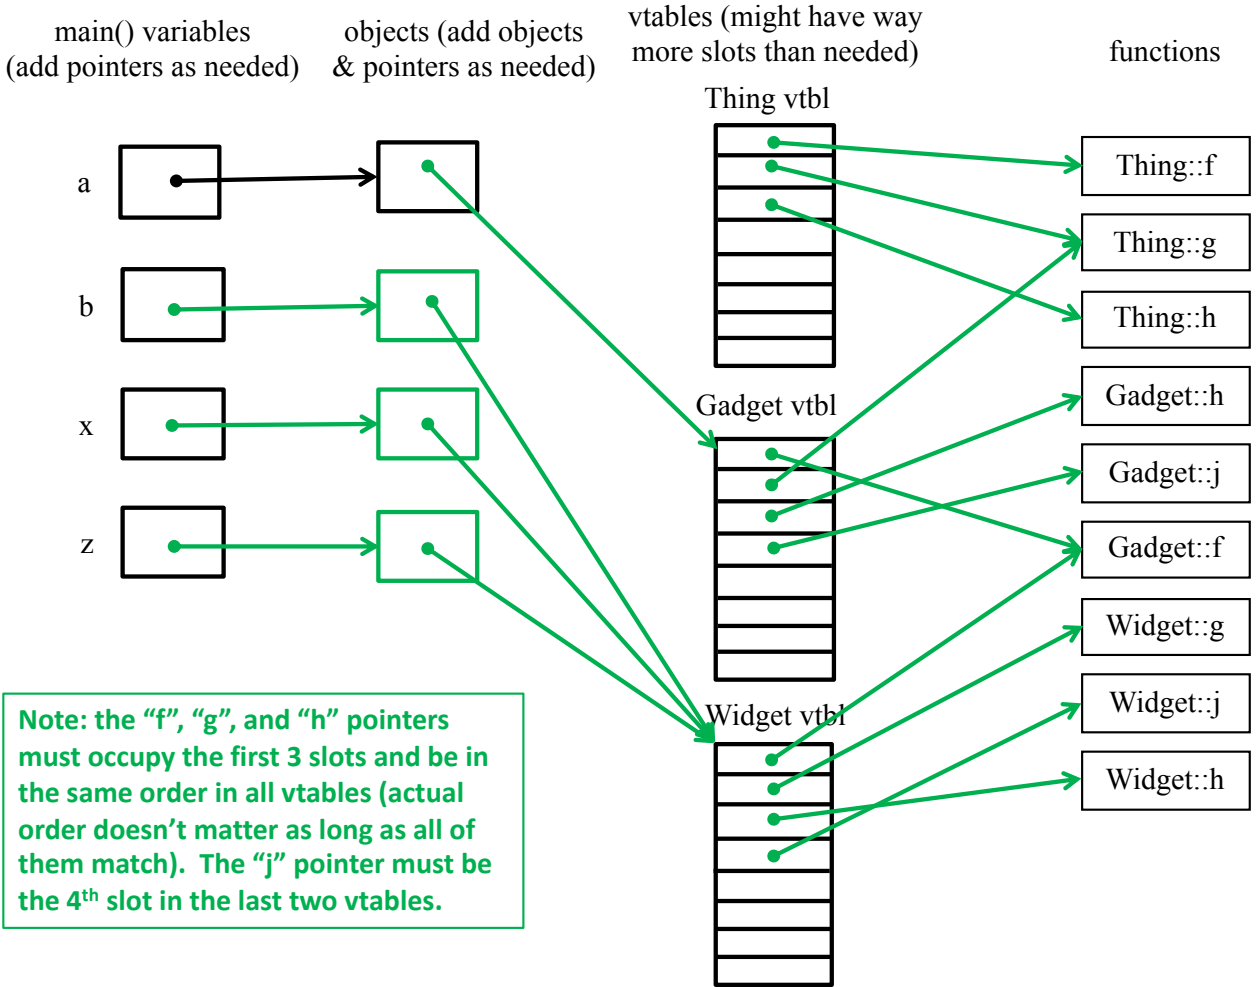 main() variables
(add pointers as needed)
objects (add objects
& pointers as needed)
vtables (might have way
more slots than needed)
functions
Thing vtbl
a
b
x
z
Gadget vtbl
Widget vtbl
Thing::f
Thing::g
Thing::h
Gadget::h
Gadget::j
Gadget::f
Widget::g
Widget::j
Widget::h
Note: the “f”, “g”, and “h” pointers
must occupy the first 3 slots and be in
the same order in all vtables (actual
order doesn’t matter as long as all of
them match).  The “j” pointer must be
the 4th slot in the last two vtables.